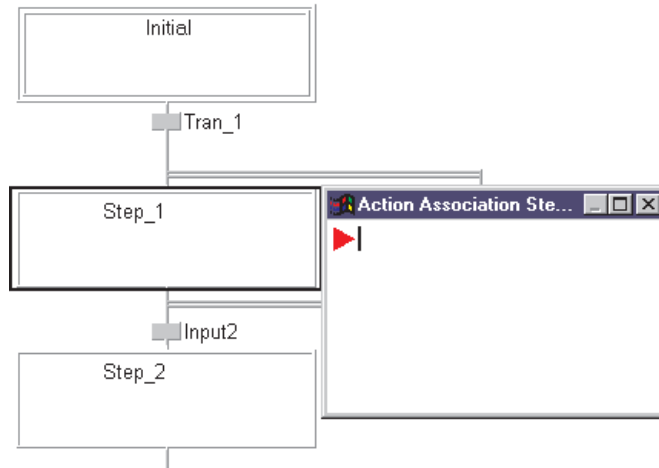 Initial
Tran_1
Step_1
Action Association Ste...
Input2
Step_2